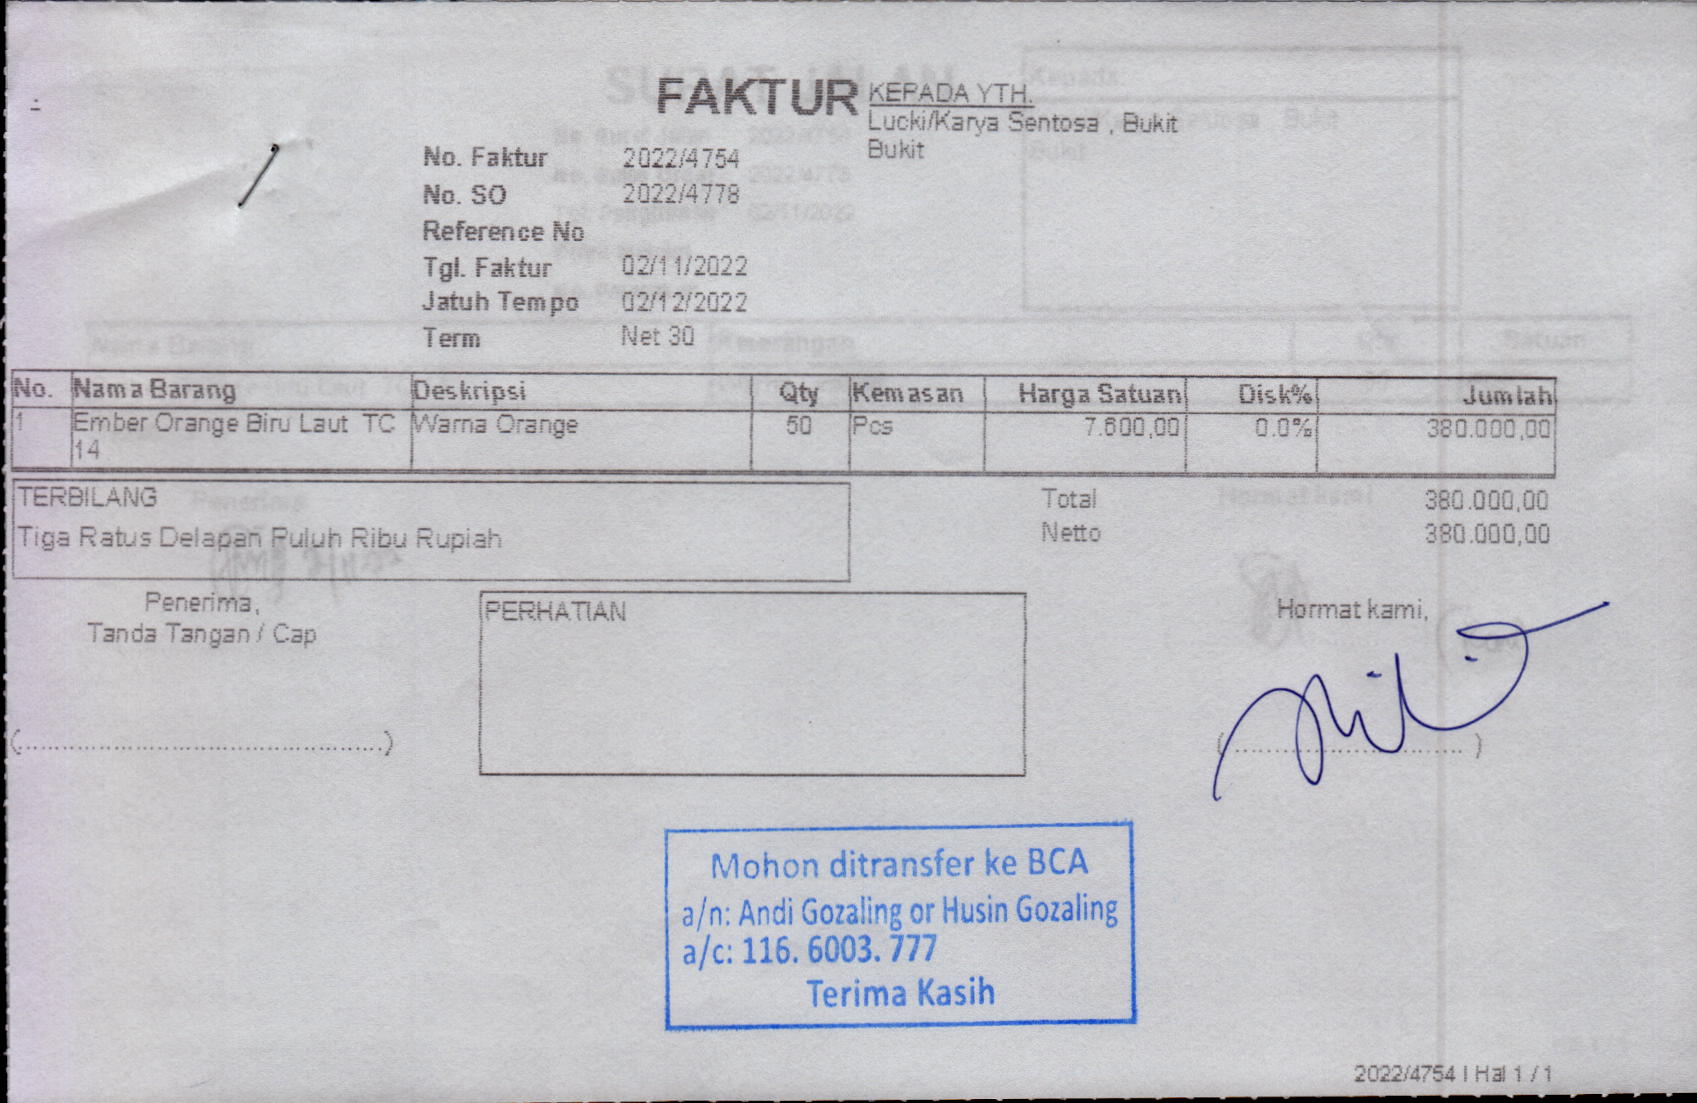 FAKTUR
KEPADA YTH.
Lucki/Karya Sentosa , Bukit
Bukit
No. Faktur 2022/4754
No. SO 2022/4778
Reference No
Tgl. Faktur 02/11/2022
Jatuh Tempo 02/12/2022
Term Net 30
No. Nama Barang Deskripsi Qty Kemasan Harga Satuan Disk% Jumlah
1 Ember Orange Biru Laut TC Warna Orange 50 Pcs 7.600,00 0.0% 380.000,00
14
TERBILANG
Tiga Ratus Delapan Puluh Ribu Rupiah
Total 380.000,00
Netto 380.000,00
Penerima,
Tanda Tangan / Cap
(..............................................)
PERHATIAN
Hormat kami,
(.............................. )
Mohon ditransfer ke BCA
a/n: Andi Gozaling or Husin Gozaling
a/c: 116. 6003. 777
Terima Kasih
2022/4754 | Hal 1 / 1